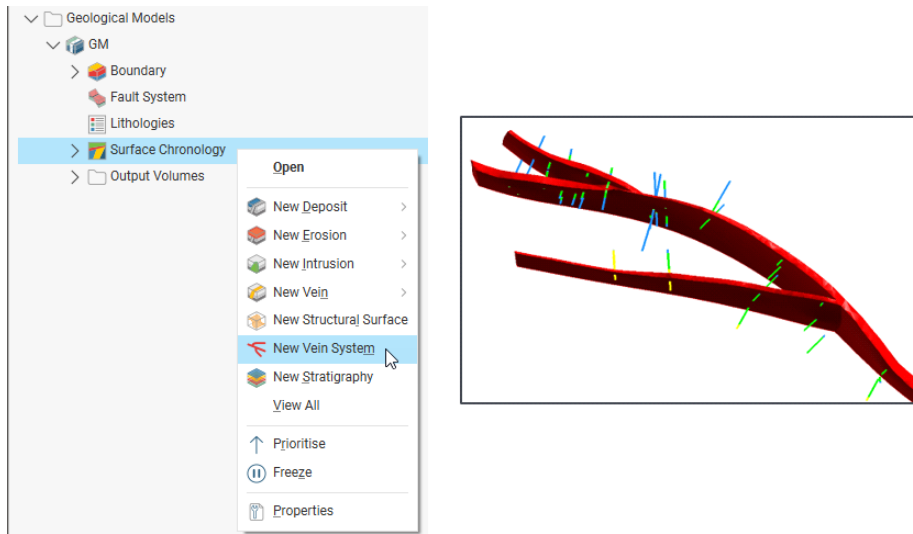 Geological Models
GM
Boundary
Fault System
Lithologies
Surface Chronology
Output Volumes
Open
New Deposit
New Erosion
New Intrusion
New Vein
New Structural Surface
New Vein System
New Stratigraphy
View All
Prioritise
Freeze
Properties